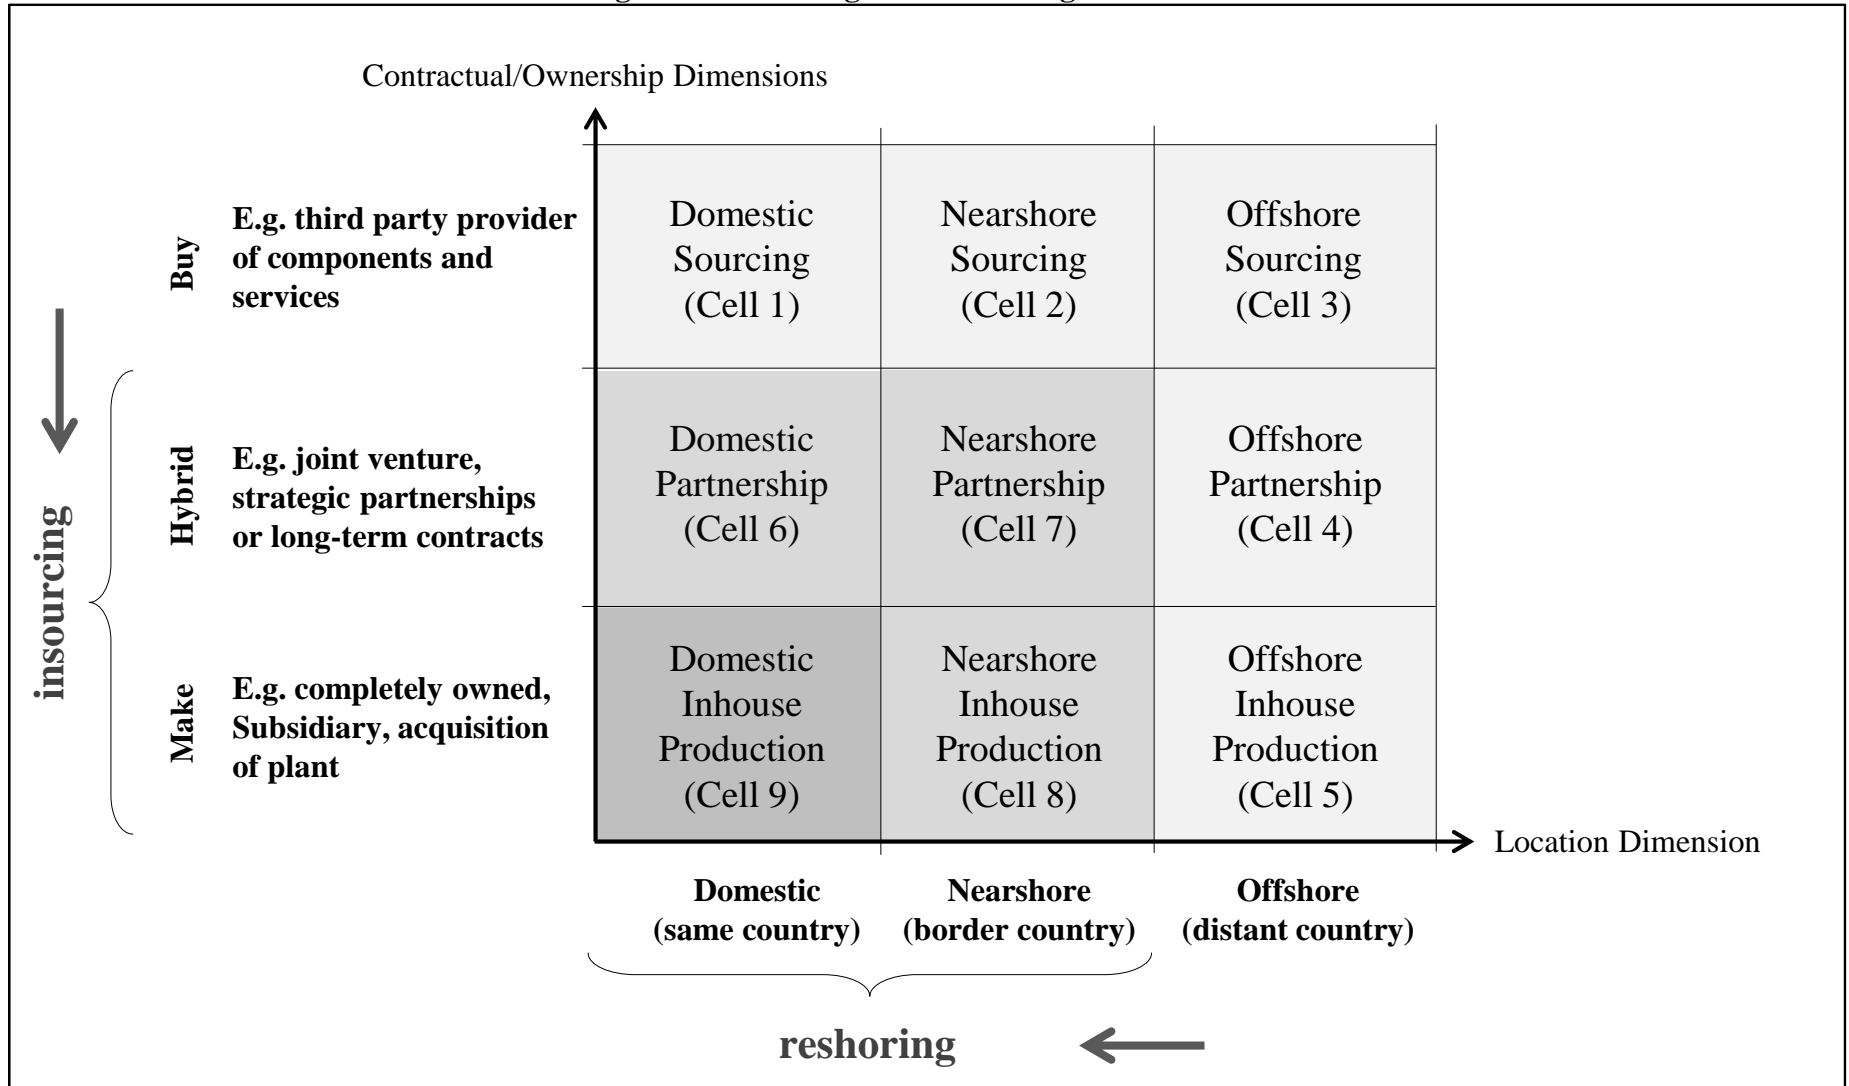 Contractual/Ownership Dimensions
Buy
E.g. third party provider
of components and
services
Domestic
Sourcing
(Cell 1)
Nearshore
Sourcing
(Cell 2)
Offshore
Sourcing
(Cell 3)
insourcing
Hybrid
E.g. joint venture,
strategic partnerships
or long-term contracts
Domestic
Partnership
(Cell 6)
Nearshore
Partnership
(Cell 7)
Offshore
Partnership
(Cell 4)
Make
E.g. completely owned,
Subsidiary, acquisition
of plant
Domestic
Inhouse
Production
(Cell 9)
Nearshore
Inhouse
Production
(Cell 8)
Offshore
Inhouse
Production
(Cell 5)
Location Dimension
Domestic
(same country)
Nearshore
(border country)
Offshore
(distant country)
reshoring